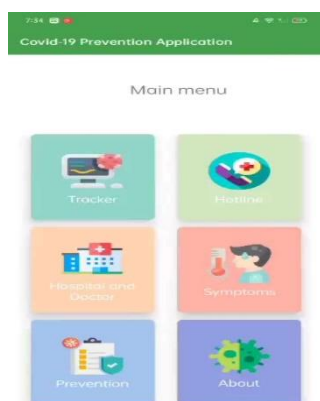 7:34
Covid-19 Prevention Application
Main menu
Tracker
Hotline
Hospital and
Doctor
Symptoms
Prevention
About